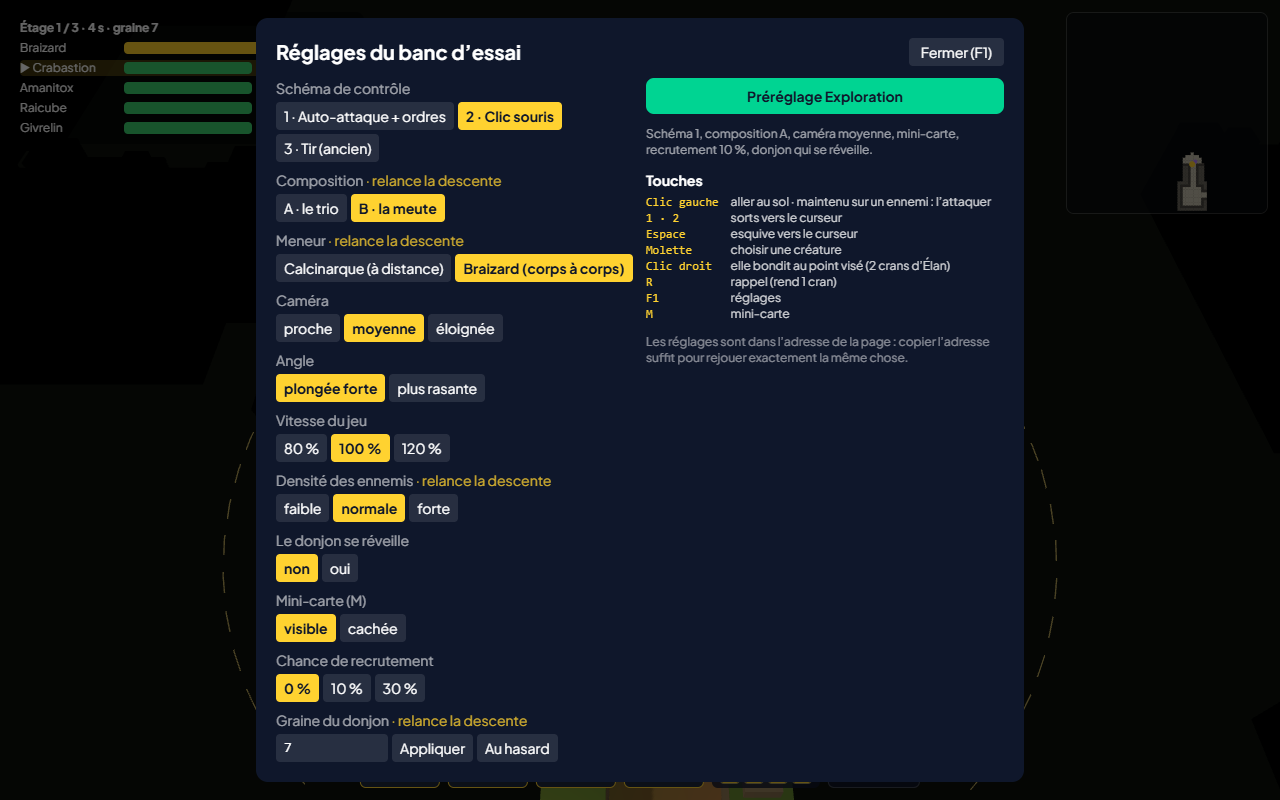 Étage 1 / 3 · 4 s · graine 7
Braizard
▶ Crabastion
Amanitox
Raicube
Givrelin
Réglages du banc d’essai
Fermer (F1)
Schéma de contrôle
1 · Auto-attaque + ordres
2 · Clic souris
3 · Tir (ancien)
Composition · relance la descente
A · le trio
B · la meute
Meneur · relance la descente
Calcinarque (à distance)
Braizard (corps à corps)
Caméra
proche
moyenne
éloignée
Angle
plongée forte
plus rasante
Vitesse du jeu
80 %
100 %
120 %
Densité des ennemis · relance la descente
faible
normale
forte
Le donjon se réveille
non
oui
Mini-carte (M)
visible
cachée
Chance de recrutement
0 %
10 %
30 %
Graine du donjon · relance la descente
7
Appliquer
Au hasard
Préréglage Exploration
Schéma 1, composition A, caméra moyenne, mini-carte,
recrutement 10 %, donjon qui se réveille.
Touches
Clic gauche aller au sol · maintenu sur un ennemi : l’attaquer
1 · 2 sorts vers le curseur
Espace esquive vers le curseur
Molette choisir une créature
Clic droit elle bondit au point visé (2 crans d’Élan)
R rappel (rend 1 cran)
F1 réglages
M mini-carte
Les réglages sont dans l’adresse de la page : copier l’adresse
suffit pour rejouer exactement la même chose.